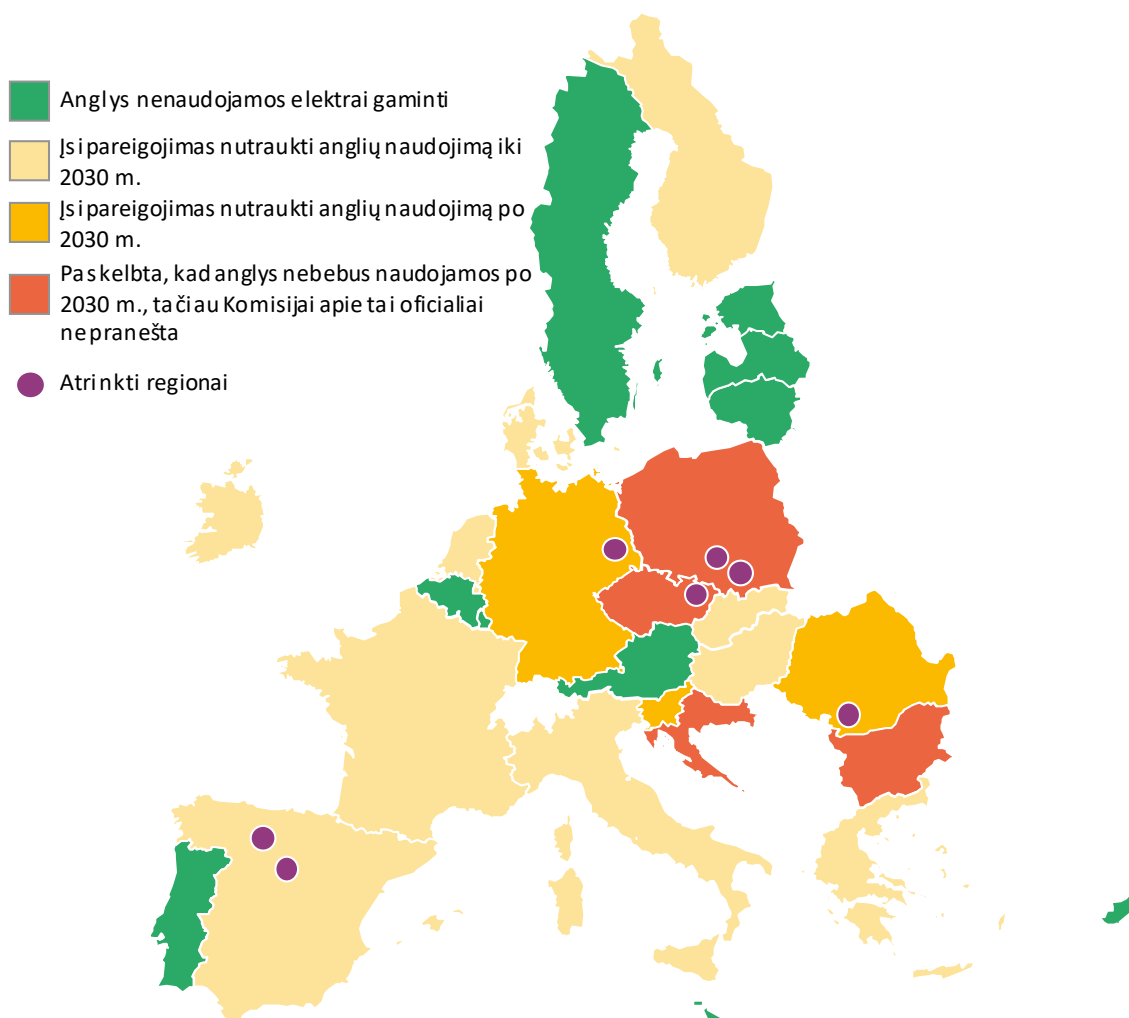 Anglys nenaudojamos elektrai gaminti
Įsipareigojimas nutraukti anglių naudojimą iki
2030 m.
Įsipareigojimas nutraukti anglių naudojimą po
2030 m.
Paskelbta, kad anglys nebebus naudojamos po
2030 m., tačiau Komisijai apie tai oficialiai
nepranešta
Atrinkti regionai